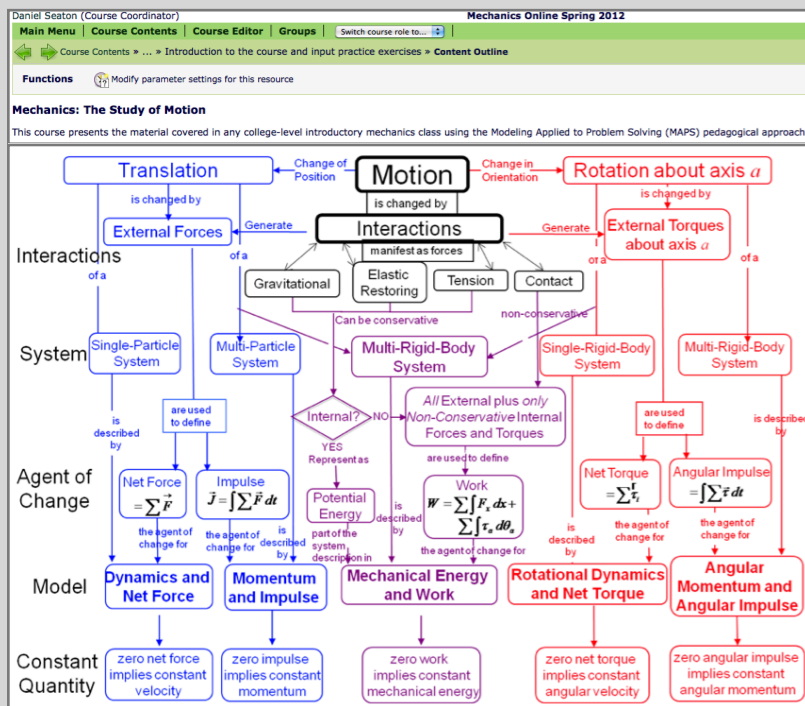 Daniel Seaton (Course Coordinator)
Mechanics Online Spring 2012
Main Menu | Course Contents | Course Editor | Groups | Switch course role to...
Course Contents » ... » Introduction to the course and input practice exercises » Content Outline
Functions
Modify parameter settings for this resource
Mechanics: The Study of Motion
This course presents the material covered in any college-level introductory mechanics class using the Modeling Applied to Problem Solving (MAPS) pedagogical approach
Translation
Change of
Position
Motion
Change in
Orientation
Rotation about axis a
is changed by
is changed by
is changed by
External Forces
Generate
Interactions
Generate
External Torques
about axis a
Interactions
manifest as forces
of a
of a
of a
of a
Gravitational
Elastic
Restoring
Tension
Contact
Can be conservative
non-conservative
System
Single-Particle
System
Multi-Particle
System
Multi-Rigid-Body
System
Single-Rigid-Body
System
Multi-Rigid-Body
System
is
described
by
are used
to define
Internal?
NO
All External plus only
Non-Conservative Internal
Forces and Torques
are used
to define
is
described
by
YES
Represent as
are used to define
Agent of
Change
Net Force
= ∑F⃗
Impulse
J⃗ = ∫∑F⃗ dt
Potential
Energy
is
described
by
Work
W = ∑∫Fₓ dx +
∑∫τₐ dθₐ
Net Torque
= ∑τᵢ
Angular Impulse
= ∫∑τ⃗ dt
the agent of
change for
the agent of
change for
is
described
by
part of the
system,
description in
the agent of change for
is
described
by
the agent of
change for
the agent of
change for
Model
Dynamics and
Net Force
Momentum
and Impulse
Mechanical Energy
and Work
Rotational Dynamics
and Net Torque
Angular
Momentum and
Angular Impulse
Constant
Quantity
zero net force
implies constant
velocity
zero impulse
implies constant
momentum
zero work
implies constant
mechanical energy
zero net torque
implies constant
angular velocity
zero angular impulse
implies constant
angular momentum